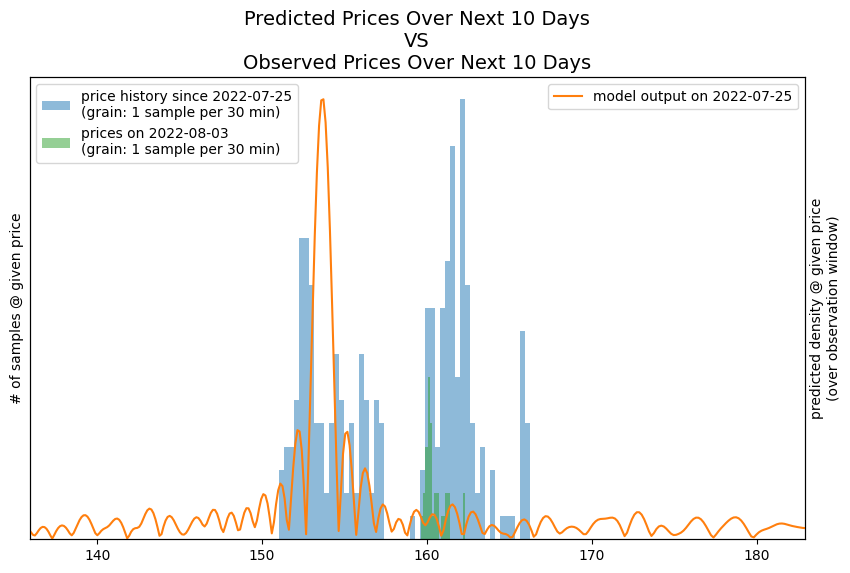 Predicted Prices Over Next 10 Days
VS
Observed Prices Over Next 10 Days
price history since 2022-07-25
(grain: 1 sample per 30 min)
prices on 2022-08-03
(grain: 1 sample per 30 min)
model output on 2022-07-25
# of samples @ given price
predicted density @ given price
(over observation window)
140
150
160
170
180